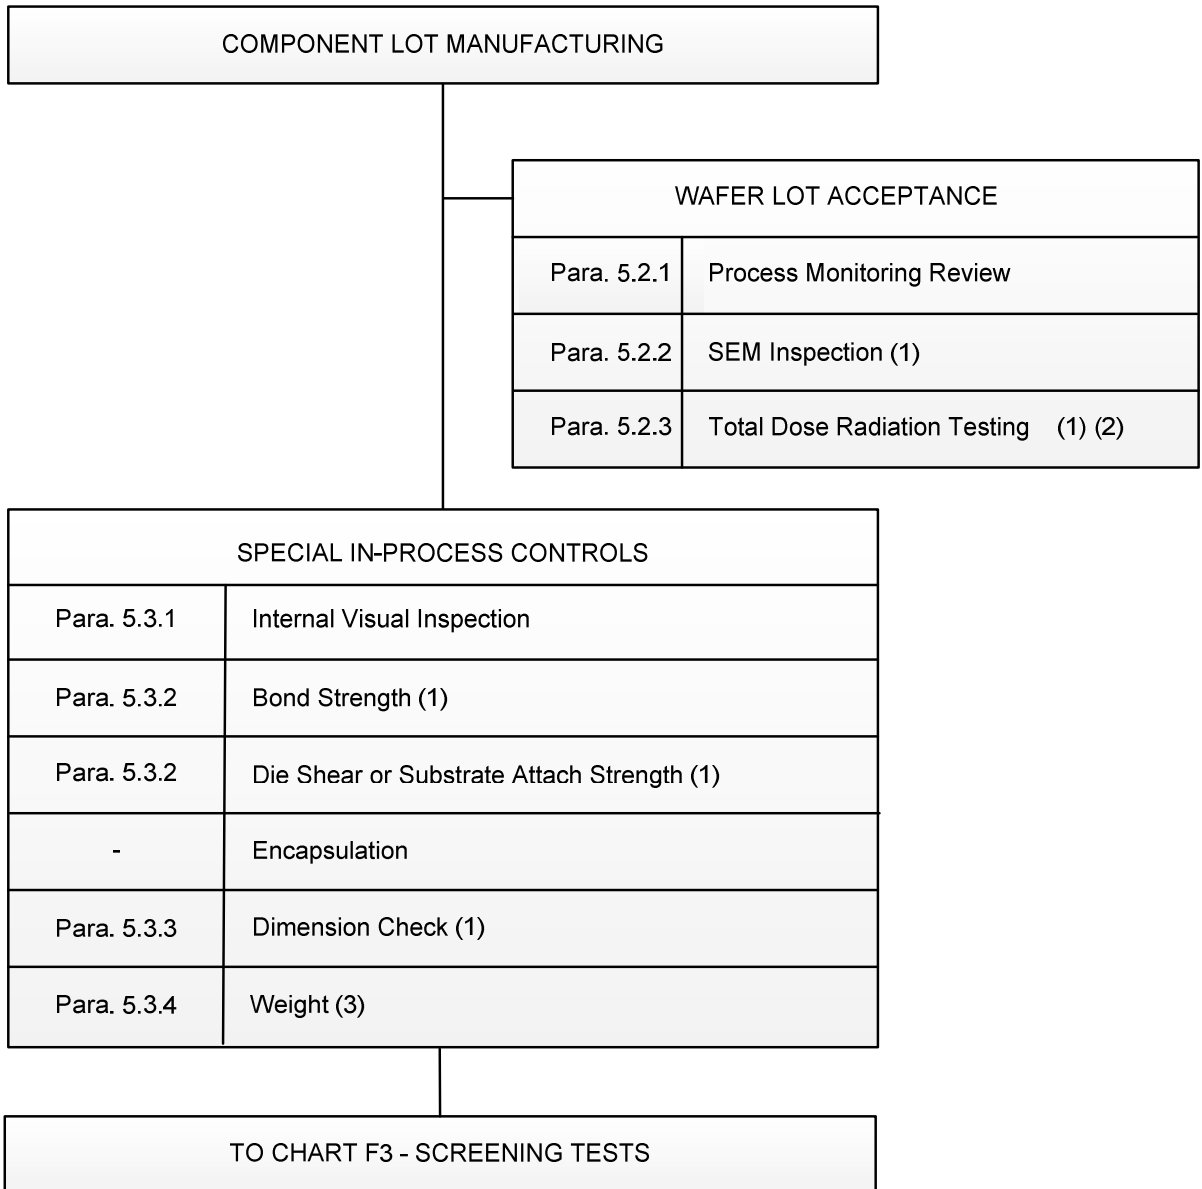 COMPONENT LOT MANUFACTURING
WAFER LOT ACCEPTANCE
Para. 5.2.1 Process Monitoring Review
Para. 5.2.2 SEM Inspection (1)
Para. 5.2.3 Total Dose Radiation Testing (1) (2)
SPECIAL IN-PROCESS CONTROLS
Para. 5.3.1 Internal Visual Inspection
Para. 5.3.2 Bond Strength (1)
Para. 5.3.2 Die Shear or Substrate Attach Strength (1)
- Encapsulation
Para. 5.3.3 Dimension Check (1)
Para. 5.3.4 Weight (3)
TO CHART F3 - SCREENING TESTS